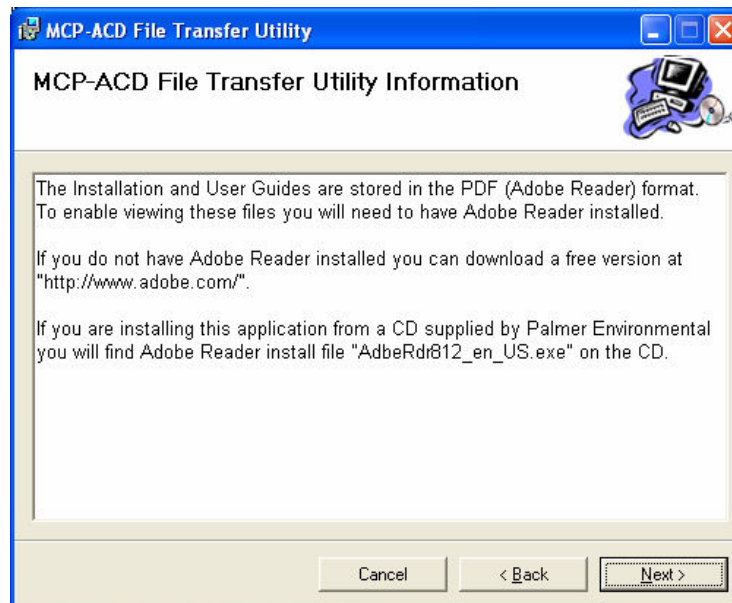 MCP-ACD File Transfer Utility
MCP-ACD File Transfer Utility Information
The Installation and User Guides are stored in the PDF (Adobe Reader) format.
To enable viewing these files you will need to have Adobe Reader installed.
If you do not have Adobe Reader installed you can download a free version at
"http://www.adobe.com/".
If you are installing this application from a CD supplied by Palmer Environmental
you will find Adobe Reader install file "AdbeRdr812_en_US.exe" on the CD.
Cancel
< Back
Next >